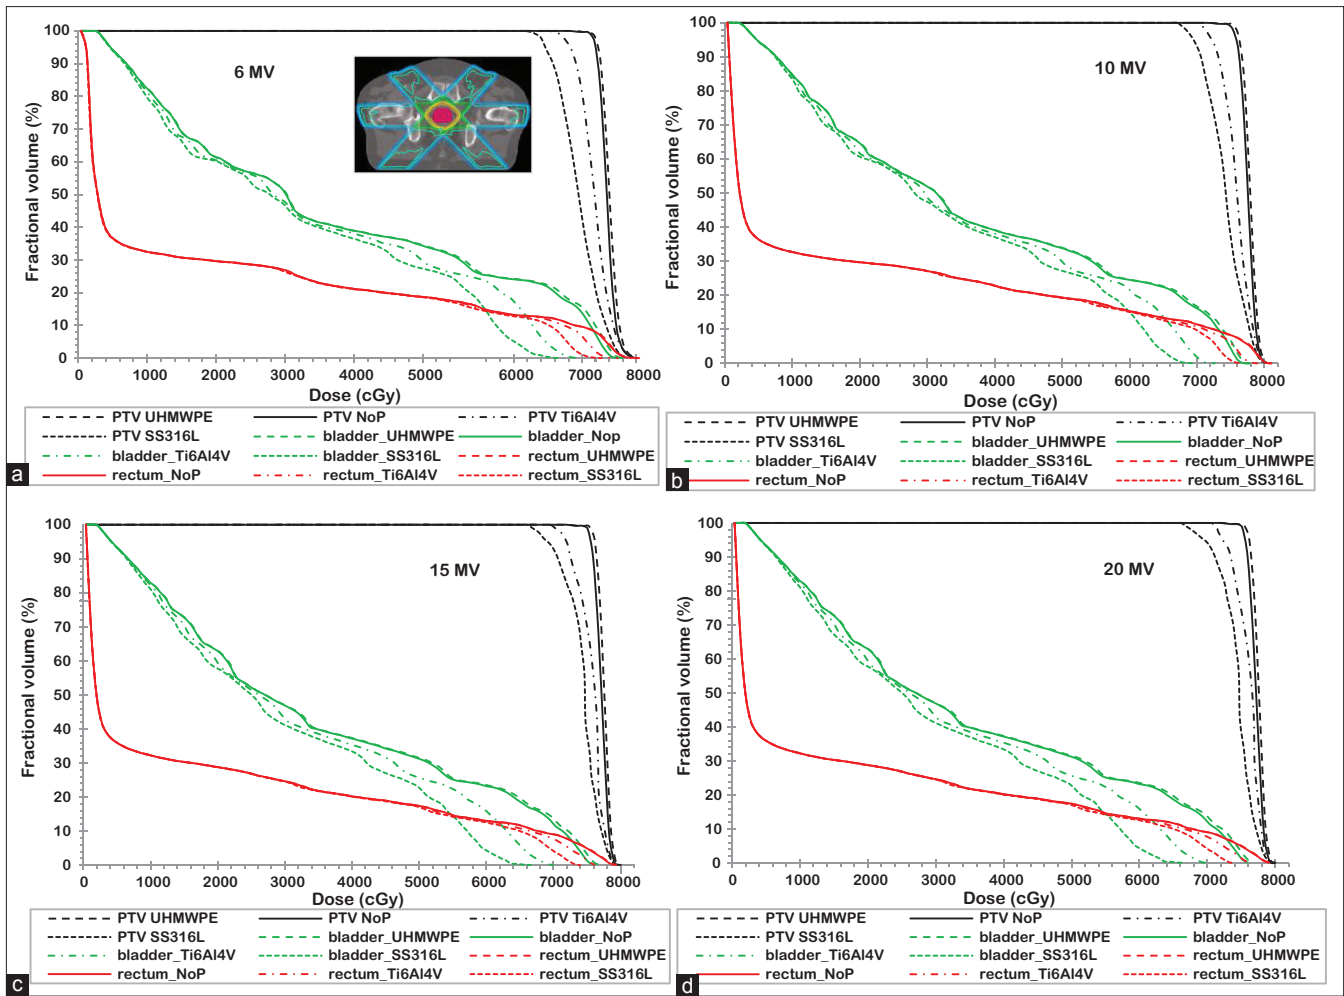 100
90
80
70
60
50
40
30
20
10
0
Fractional volume (%)
6 MV
0 1000 2000 3000 4000 5000 6000 7000 8000
Dose (cGy)
PTV UHMWPE PTV NoP PTV Ti6Al4V
PTV SS316L bladder_UHMWPE bladder_Nop
bladder_Ti6Al4V bladder_SS316L rectum_UHMWPE
rectum_NoP rectum_Ti6Al4V rectum_SS316L
a
100
90
80
70
60
50
40
30
20
10
0
Fractional volume (%)
10 MV
0 1000 2000 3000 4000 5000 6000 7000 8000
Dose (cGy)
PTV UHMWPE PTV NoP PTV Ti6Al4V
PTV SS316L bladder_UHMWPE bladder_NoP
bladder_Ti6Al4V bladder_SS316L rectum_UHMWPE
rectum_NoP rectum_Ti6Al4V rectum_SS316L
b
100
90
80
70
60
50
40
30
20
10
0
Fractional volume (%)
15 MV
0 1000 2000 3000 4000 5000 6000 7000 8000
Dose (cGy)
PTV UHMWPE PTV NoP PTV Ti6Al4V
PTV SS316L bladder_UHMWPE bladder_NoP
bladder_Ti6Al4V bladder_SS316L rectum_UHMWPE
rectum_NoP rectum_Ti6Al4V rectum_SS316L
c
100
90
80
70
60
50
40
30
20
10
0
Fractional volume (%)
20 MV
0 1000 2000 3000 4000 5000 6000 7000 8000
Dose (cGy)
PTV UHMWPE PTV NoP PTV Ti6Al4V
PTV SS316L bladder_UHMWPE bladder_NoP
bladder_Ti6Al4V bladder_SS316L rectum_UHMWPE
rectum_NoP rectum_Ti6Al4V rectum_SS316L
d